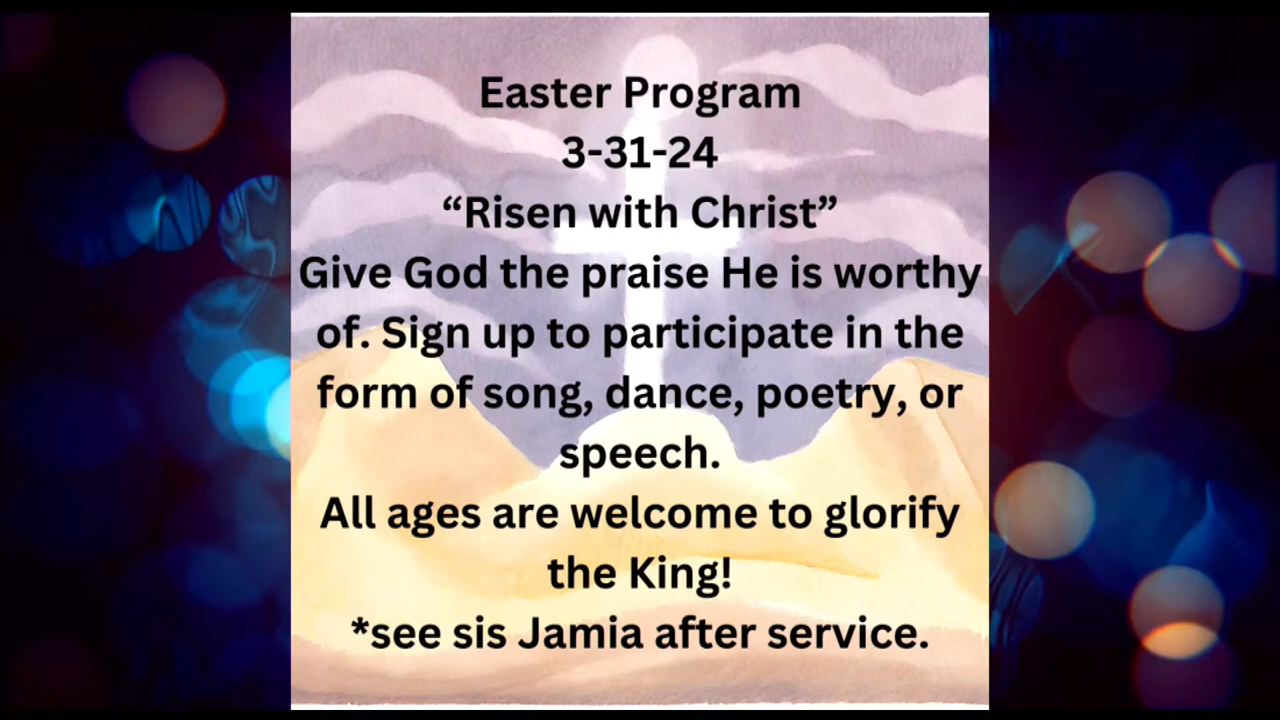 Easter Program
3-31-24
“Risen with Christ”
Give God the praise He is worthy
of. Sign up to participate in the
form of song, dance, poetry, or
speech.
All ages are welcome to glorify
the King!
*see sis Jamia after service.